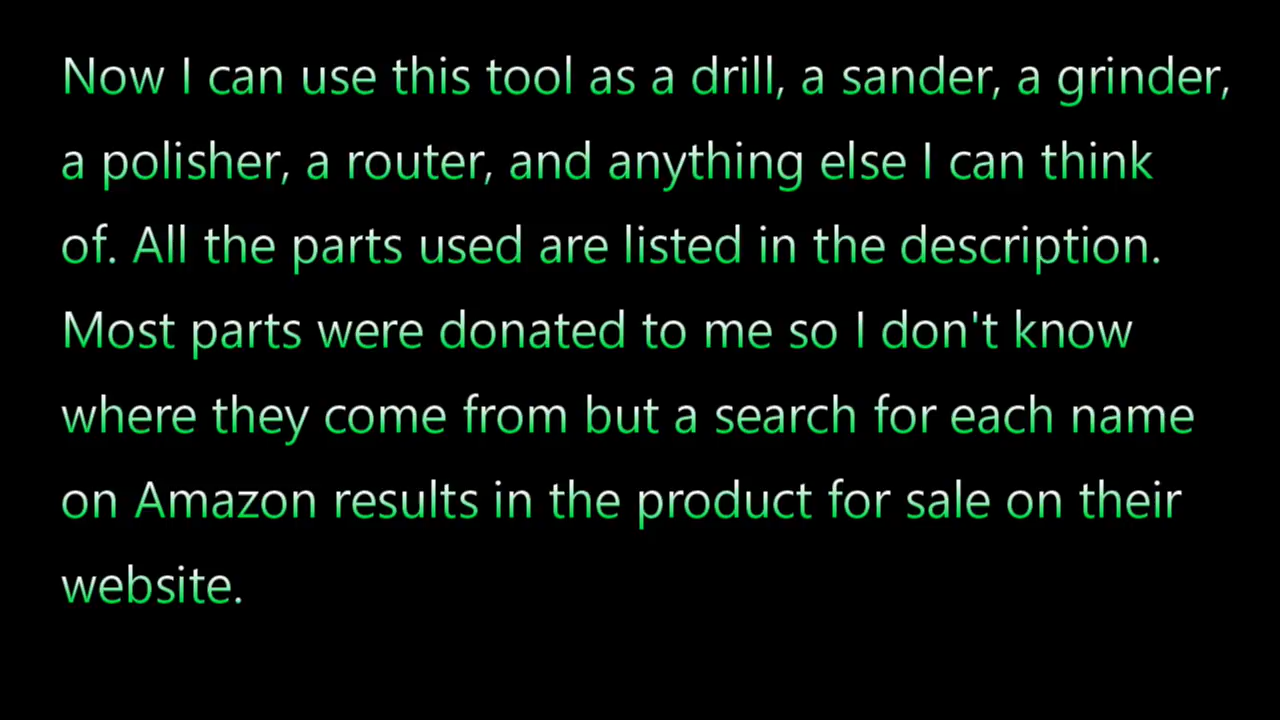 Now I can use this tool as a drill, a sander, a grinder,
a polisher, a router, and anything else I can think
of. All the parts used are listed in the description.
Most parts were donated to me so I don't know
where they come from but a search for each name
on Amazon results in the product for sale on their
website.